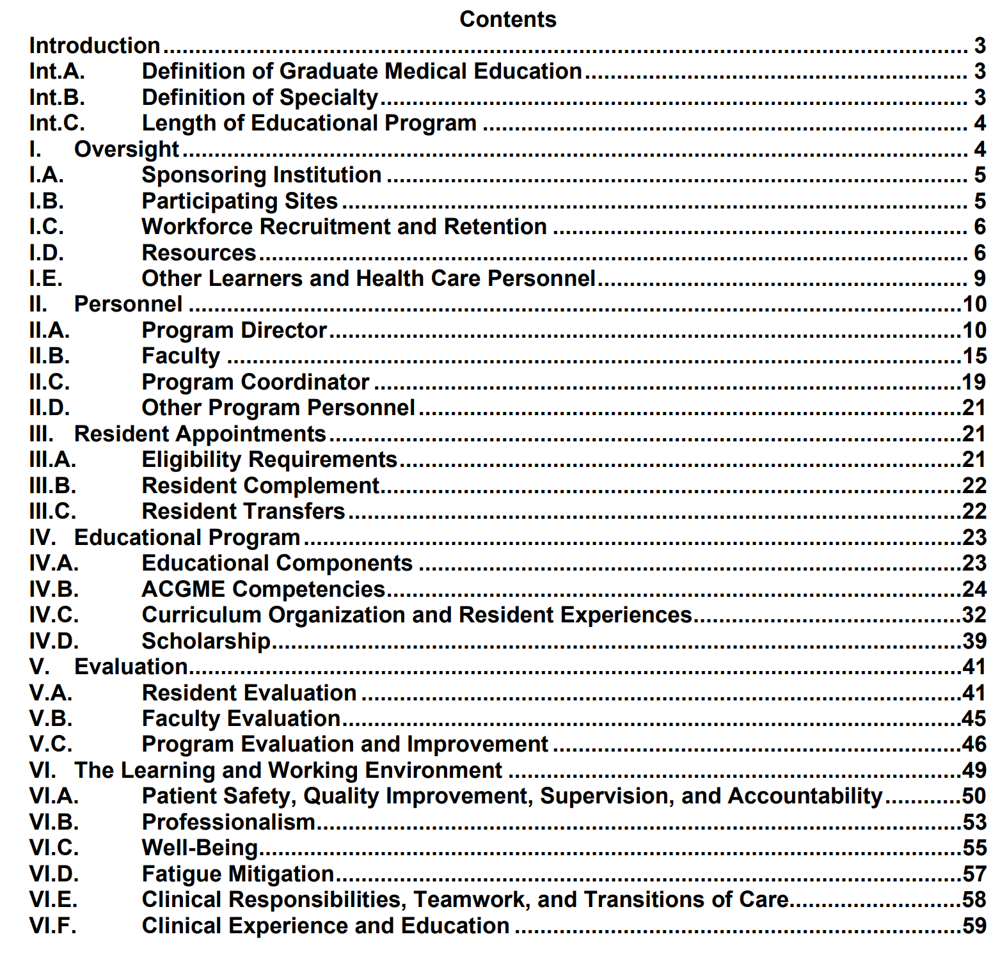 Contents
Introduction ........................................................................................................................ 3
Int.A. Definition of Graduate Medical Education ........................................................ 3
Int.B. Definition of Specialty ........................................................................................ 3
Int.C. Length of Educational Program ........................................................................ 4
I. Oversight ........................................................................................................................ 4
I.A. Sponsoring Institution ........................................................................................ 5
I.B. Participating Sites ........................................................................................ 5
I.C. Workforce Recruitment and Retention ........................................................ 6
I.D. Resources ........................................................................................................ 6
I.E. Other Learners and Health Care Personnel ........................................................ 9
II. Personnel ........................................................................................................................ 10
II.A. Program Director ........................................................................................ 10
II.B. Faculty ........................................................................................................ 15
II.C. Program Coordinator ........................................................................................ 19
II.D. Other Program Personnel ........................................................................ 21
III. Resident Appointments ........................................................................................ 21
III.A. Eligibility Requirements ........................................................................ 21
III.B. Resident Complement ........................................................................ 22
III.C. Resident Transfers ........................................................................................ 22
IV. Educational Program ........................................................................................ 23
IV.A. Educational Components ........................................................................ 23
IV.B. ACGME Competencies ........................................................................ 24
IV.C. Curriculum Organization and Resident Experiences ........................................ 32
IV.D. Scholarship ........................................................................................................ 39
V. Evaluation ........................................................................................................................ 41
V.A. Resident Evaluation ........................................................................................ 41
V.B. Faculty Evaluation ........................................................................................ 45
V.C. Program Evaluation and Improvement ........................................................ 46
VI. The Learning and Working Environment ........................................................ 49
VI.A. Patient Safety, Quality Improvement, Supervision, and Accountability ............ 50
VI.B. Professionalism ........................................................................................ 53
VI.C. Well-Being ........................................................................................................ 55
VI.D. Fatigue Mitigation ........................................................................................ 57
VI.E. Clinical Responsibilities, Teamwork, and Transitions of Care ........................... 58
VI.F. Clinical Experience and Education ........................................................ 59